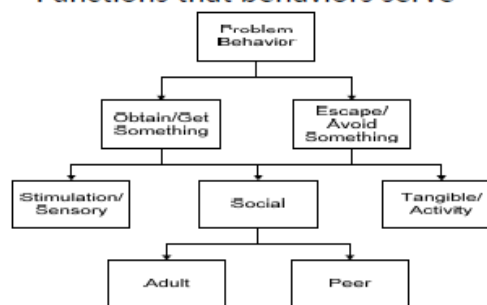 Functions that behaviors serve
Problem
Behavior
Obtain/Get
Something
Escape/
Avoid
Something
Stimulation/
Sensory
Social
Tangible/
Activity
Adult
Peer